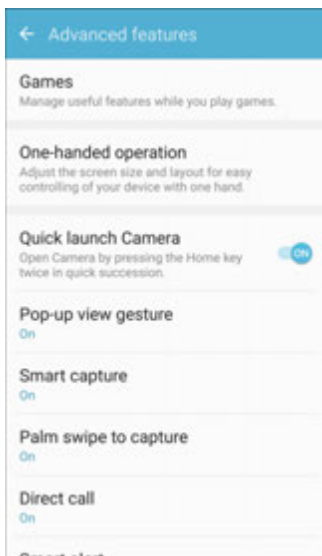 Advanced features
Games
Manage useful features while you play games.
One-handed operation
Adjust the screen size and layout for easy
controlling of your device with one hand.
Quick launch Camera
Open Camera by pressing the Home key
twice in quick succession.
ON
Pop-up view gesture
On
Smart capture
On
Palm swipe to capture
On
Direct call
On